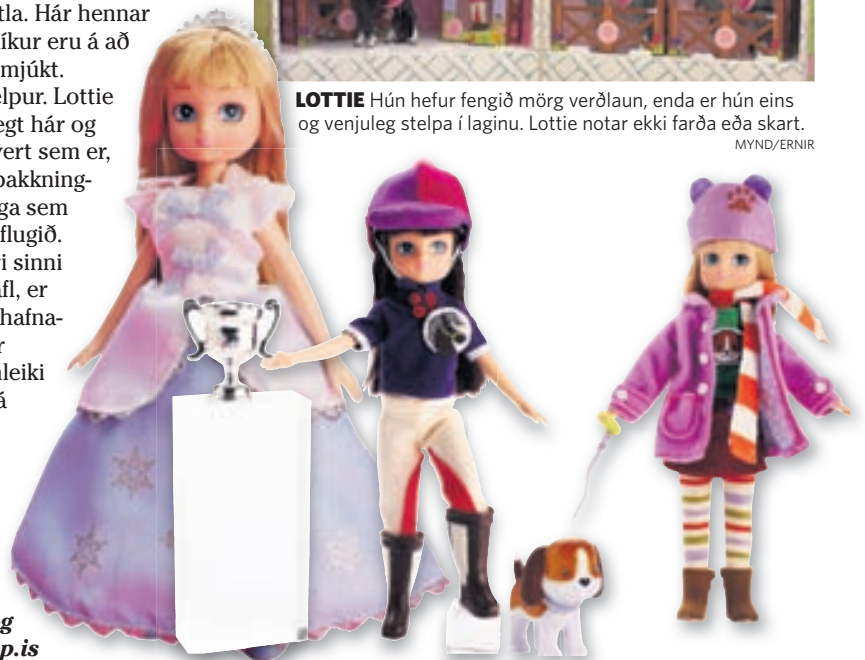 tla. Hár hennar
íkur eru á að
mjúkt.
elpur. Lottie
egt hár og
vert sem er,
pakkning-
ga sem
flugið.
i sinni
afl, er
hafna-
r
leiki
á
g
p.is
LOTTIE Hún hefur fengið mörg verðlaun, enda er hún eins
og venjuleg stelpa í laginu. Lottie notar ekki farða eða skart.
MYND/ERNIR